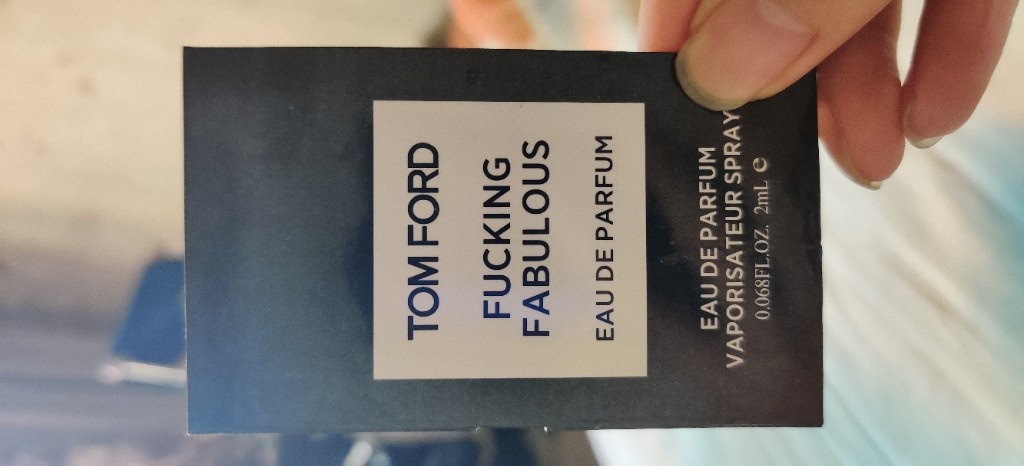 TOM FORD
FUCKING
FABULOUS
EAU DE PARFUM
EAU DE PARFUM
VAPORISATEUR SPRAY
0.068FL.OZ. 2mL e